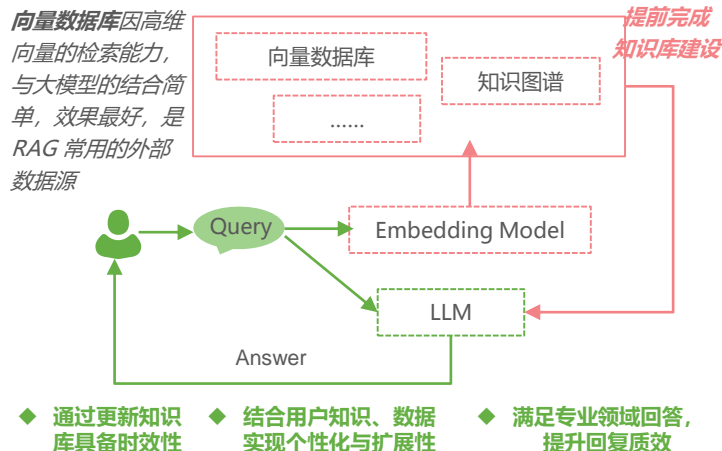 向量数据库因高维
向量的检索能力，
与大模型的结合简
单，效果最好，是
RAG 常用的外部
数据源
提前完成
知识库建设
向量数据库
知识图谱
......
Query
Embedding Model
LLM
Answer
◆ 通过更新知识
库具备时效性
◆ 结合用户知识、数据
实现个性化与扩展性
◆ 满足专业领域回答，
提升回复质效